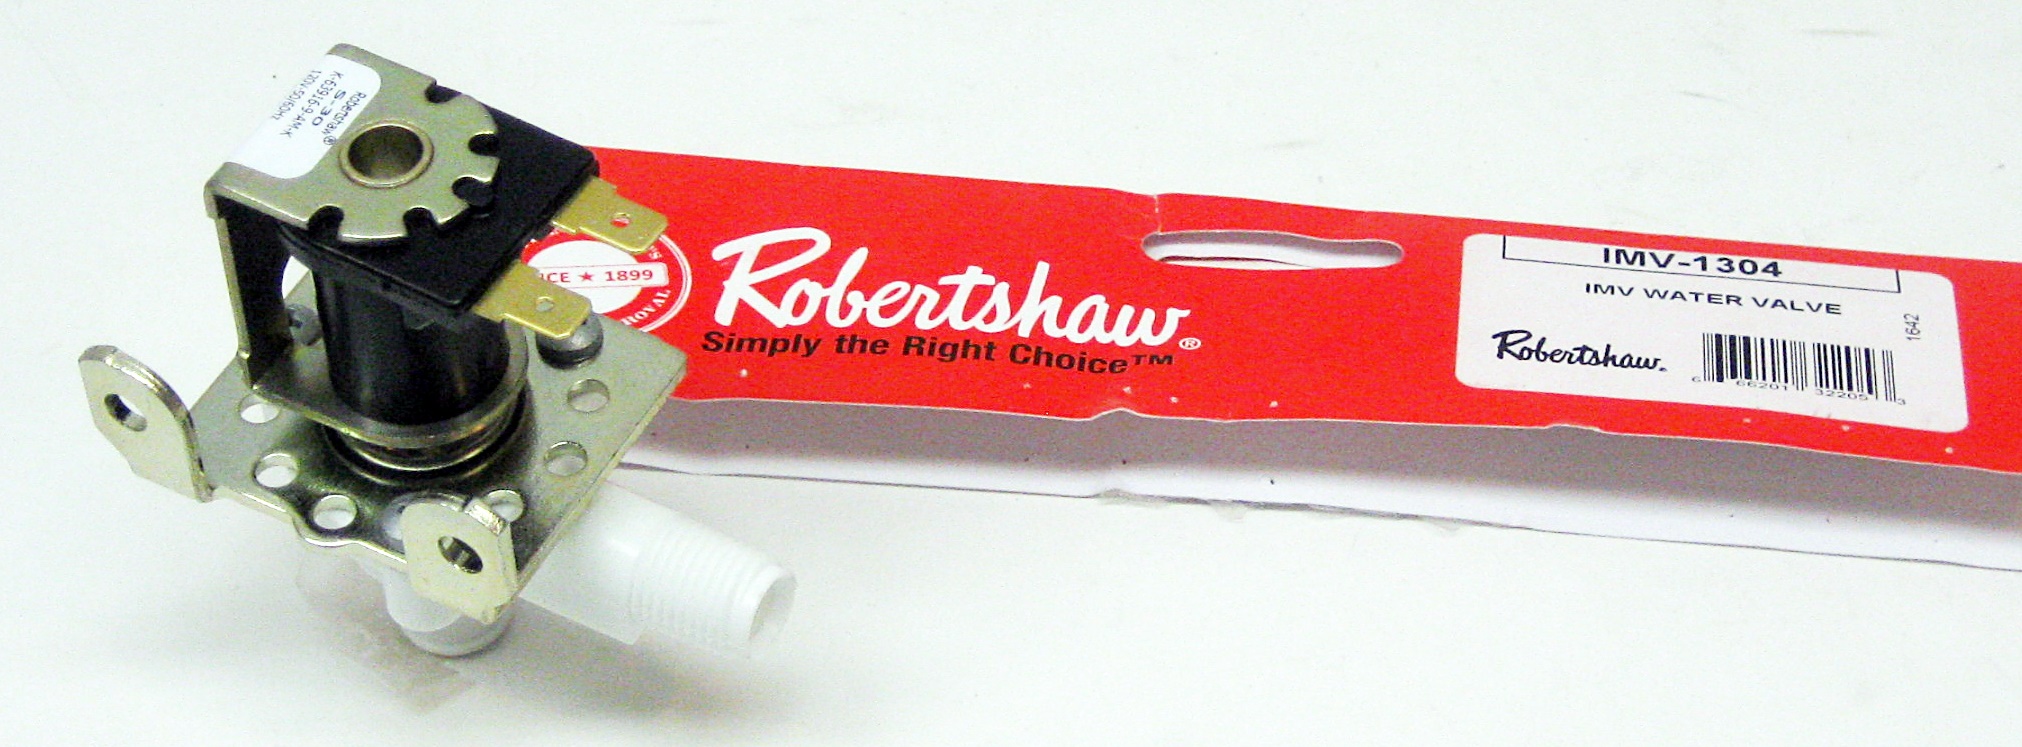 Robertshaw®
S-30
K-63916-9-AM-K
120V-50/60Hz
ICE ★ 1899
ROVAL
Robertshaw®
Simply the Right Choice™
IMV-1304
IMV WATER VALVE
1642
Robertshaw®
6 66201 32205 3